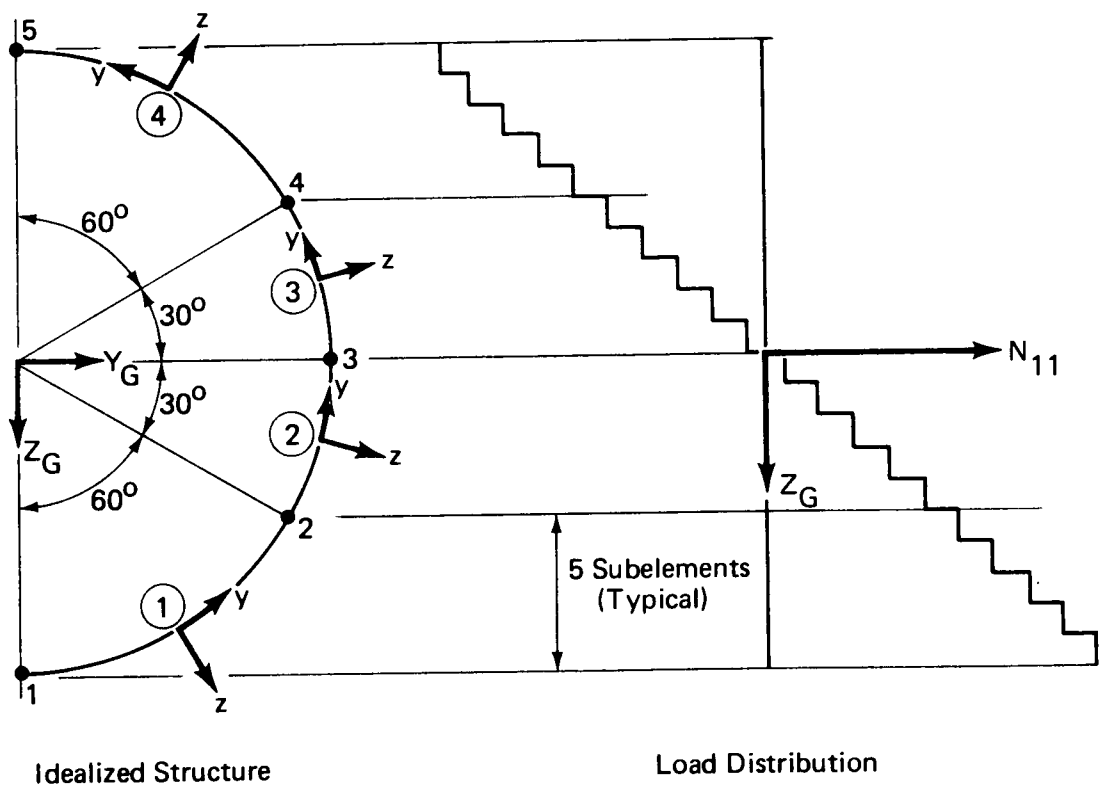 5
z
y
4
4
60°
y
z
3
30°
Y_G
3
N₁₁
y
30°
2
z
Z_G
Z_G
60°
2
5 Subelements
(Typical)
1
y
1
z
Idealized Structure
Load Distribution